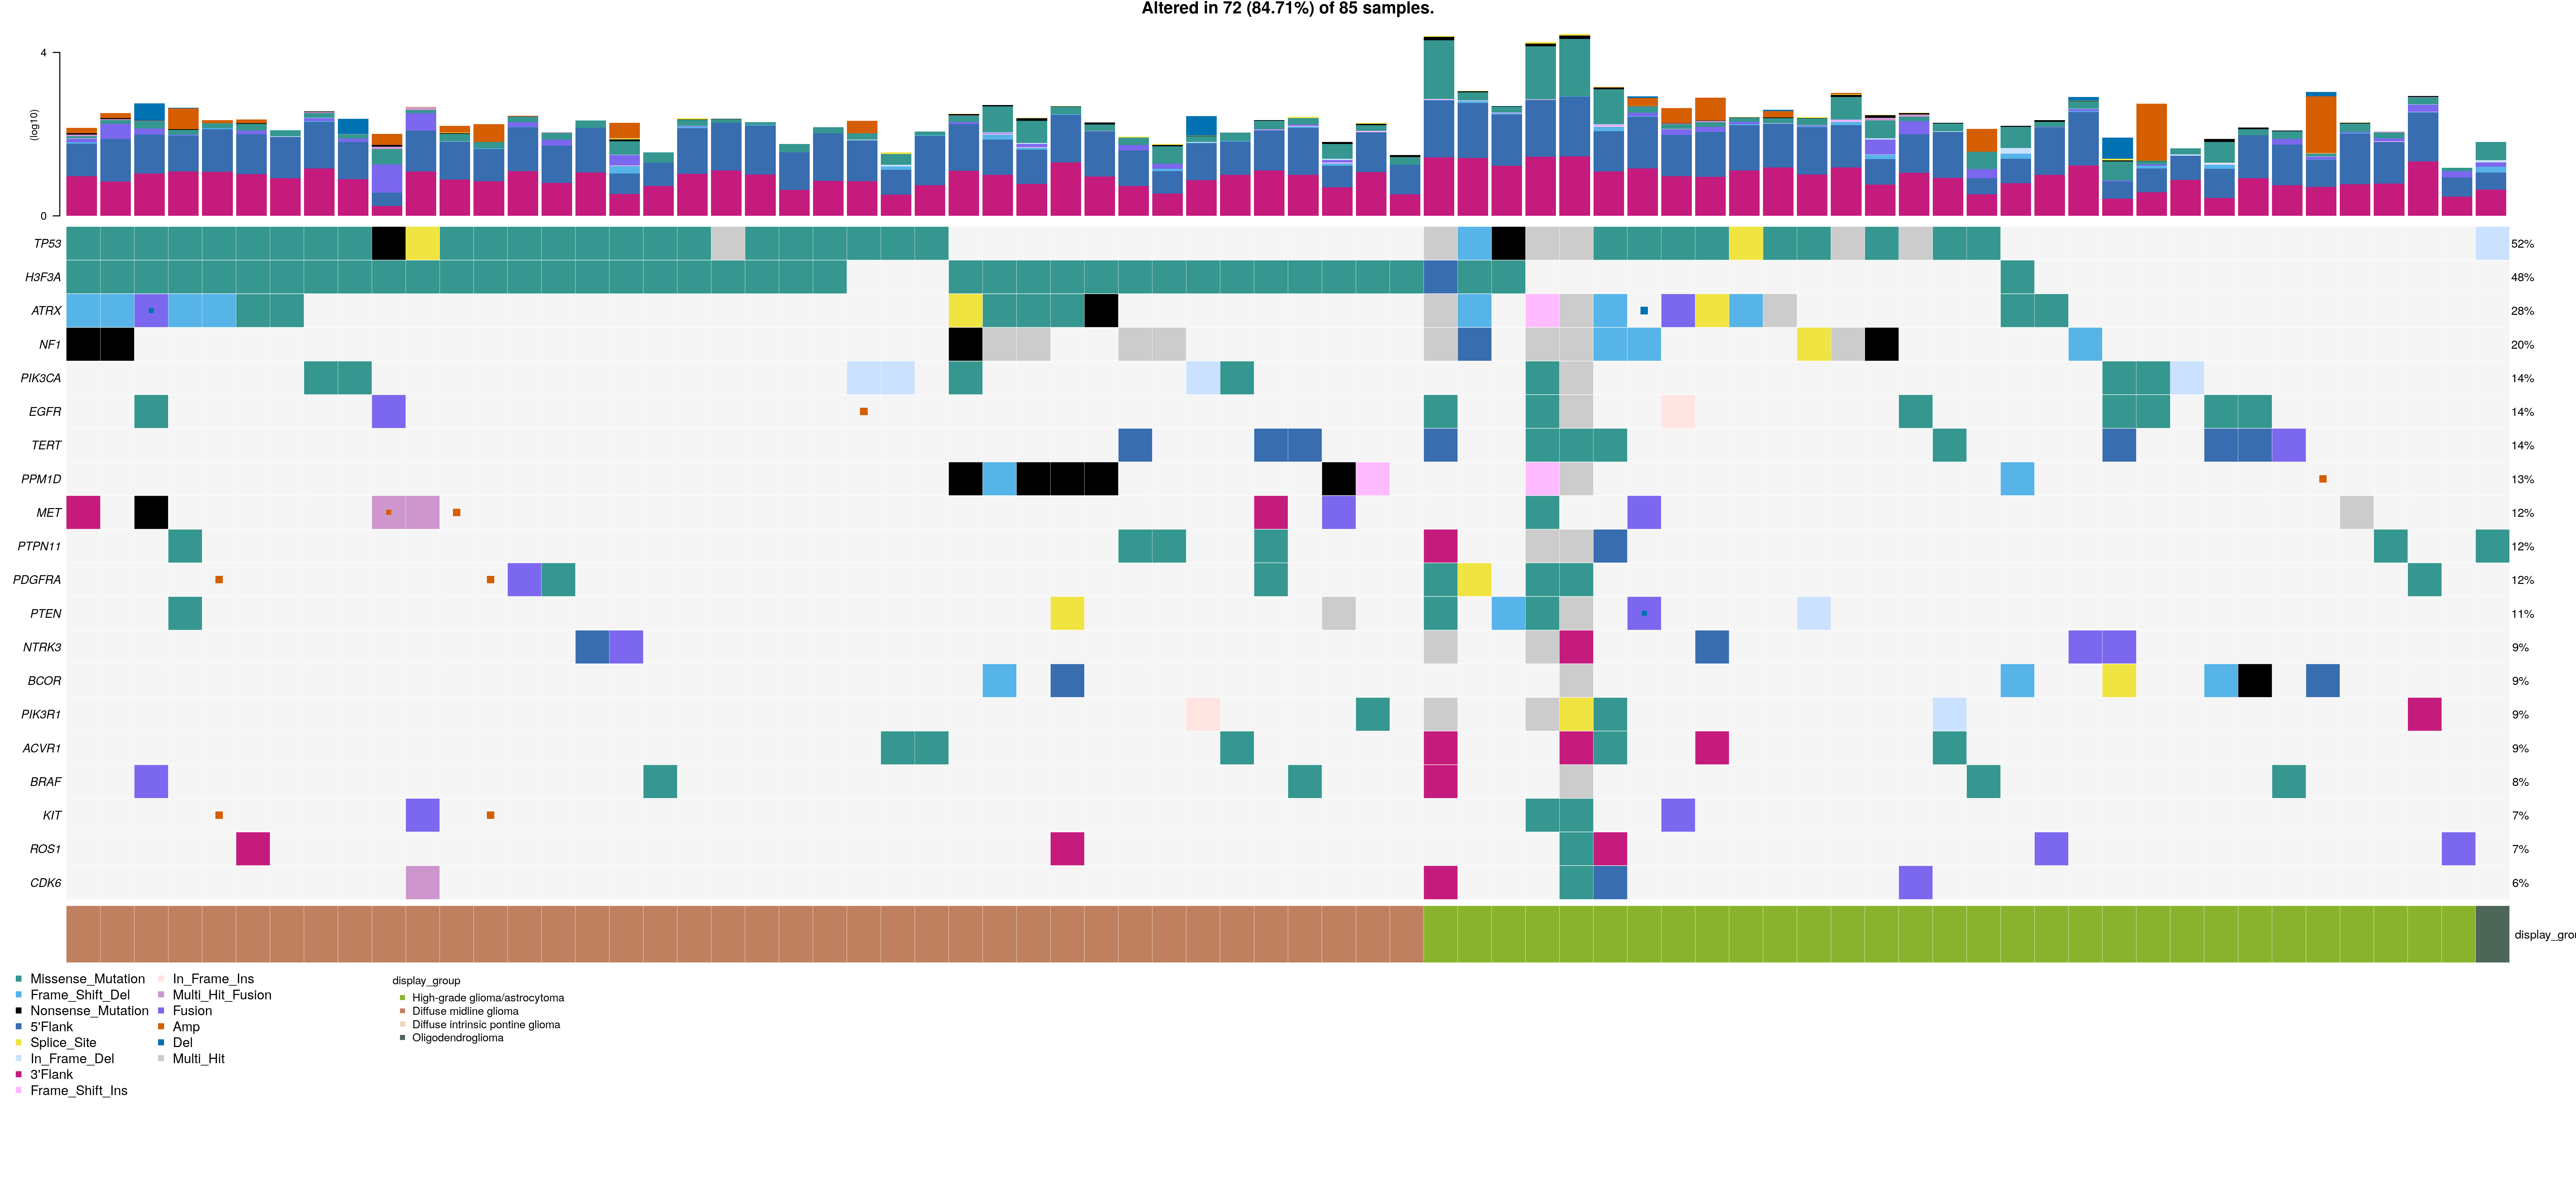 Altered in 72 (84.71%) of 85 samples.
4
(log10)
0
TP53 52%
H3F3A 48%
ATRX 28%
NF1 20%
PIK3CA 14%
EGFR 14%
TERT 14%
PPM1D 13%
MET 12%
PTPN11 12%
PDGFRA 12%
PTEN 11%
NTRK3 9%
BCOR 9%
PIK3R1 9%
ACVR1 9%
BRAF 8%
KIT 7%
ROS1 7%
CDK6 6%
display_grou
Missense_Mutation
Frame_Shift_Del
Nonsense_Mutation
5'Flank
Splice_Site
In_Frame_Del
3'Flank
Frame_Shift_Ins
In_Frame_Ins
Multi_Hit_Fusion
Fusion
Amp
Del
Multi_Hit
display_group
High-grade glioma/astrocytoma
Diffuse midline glioma
Diffuse intrinsic pontine glioma
Oligodendroglioma